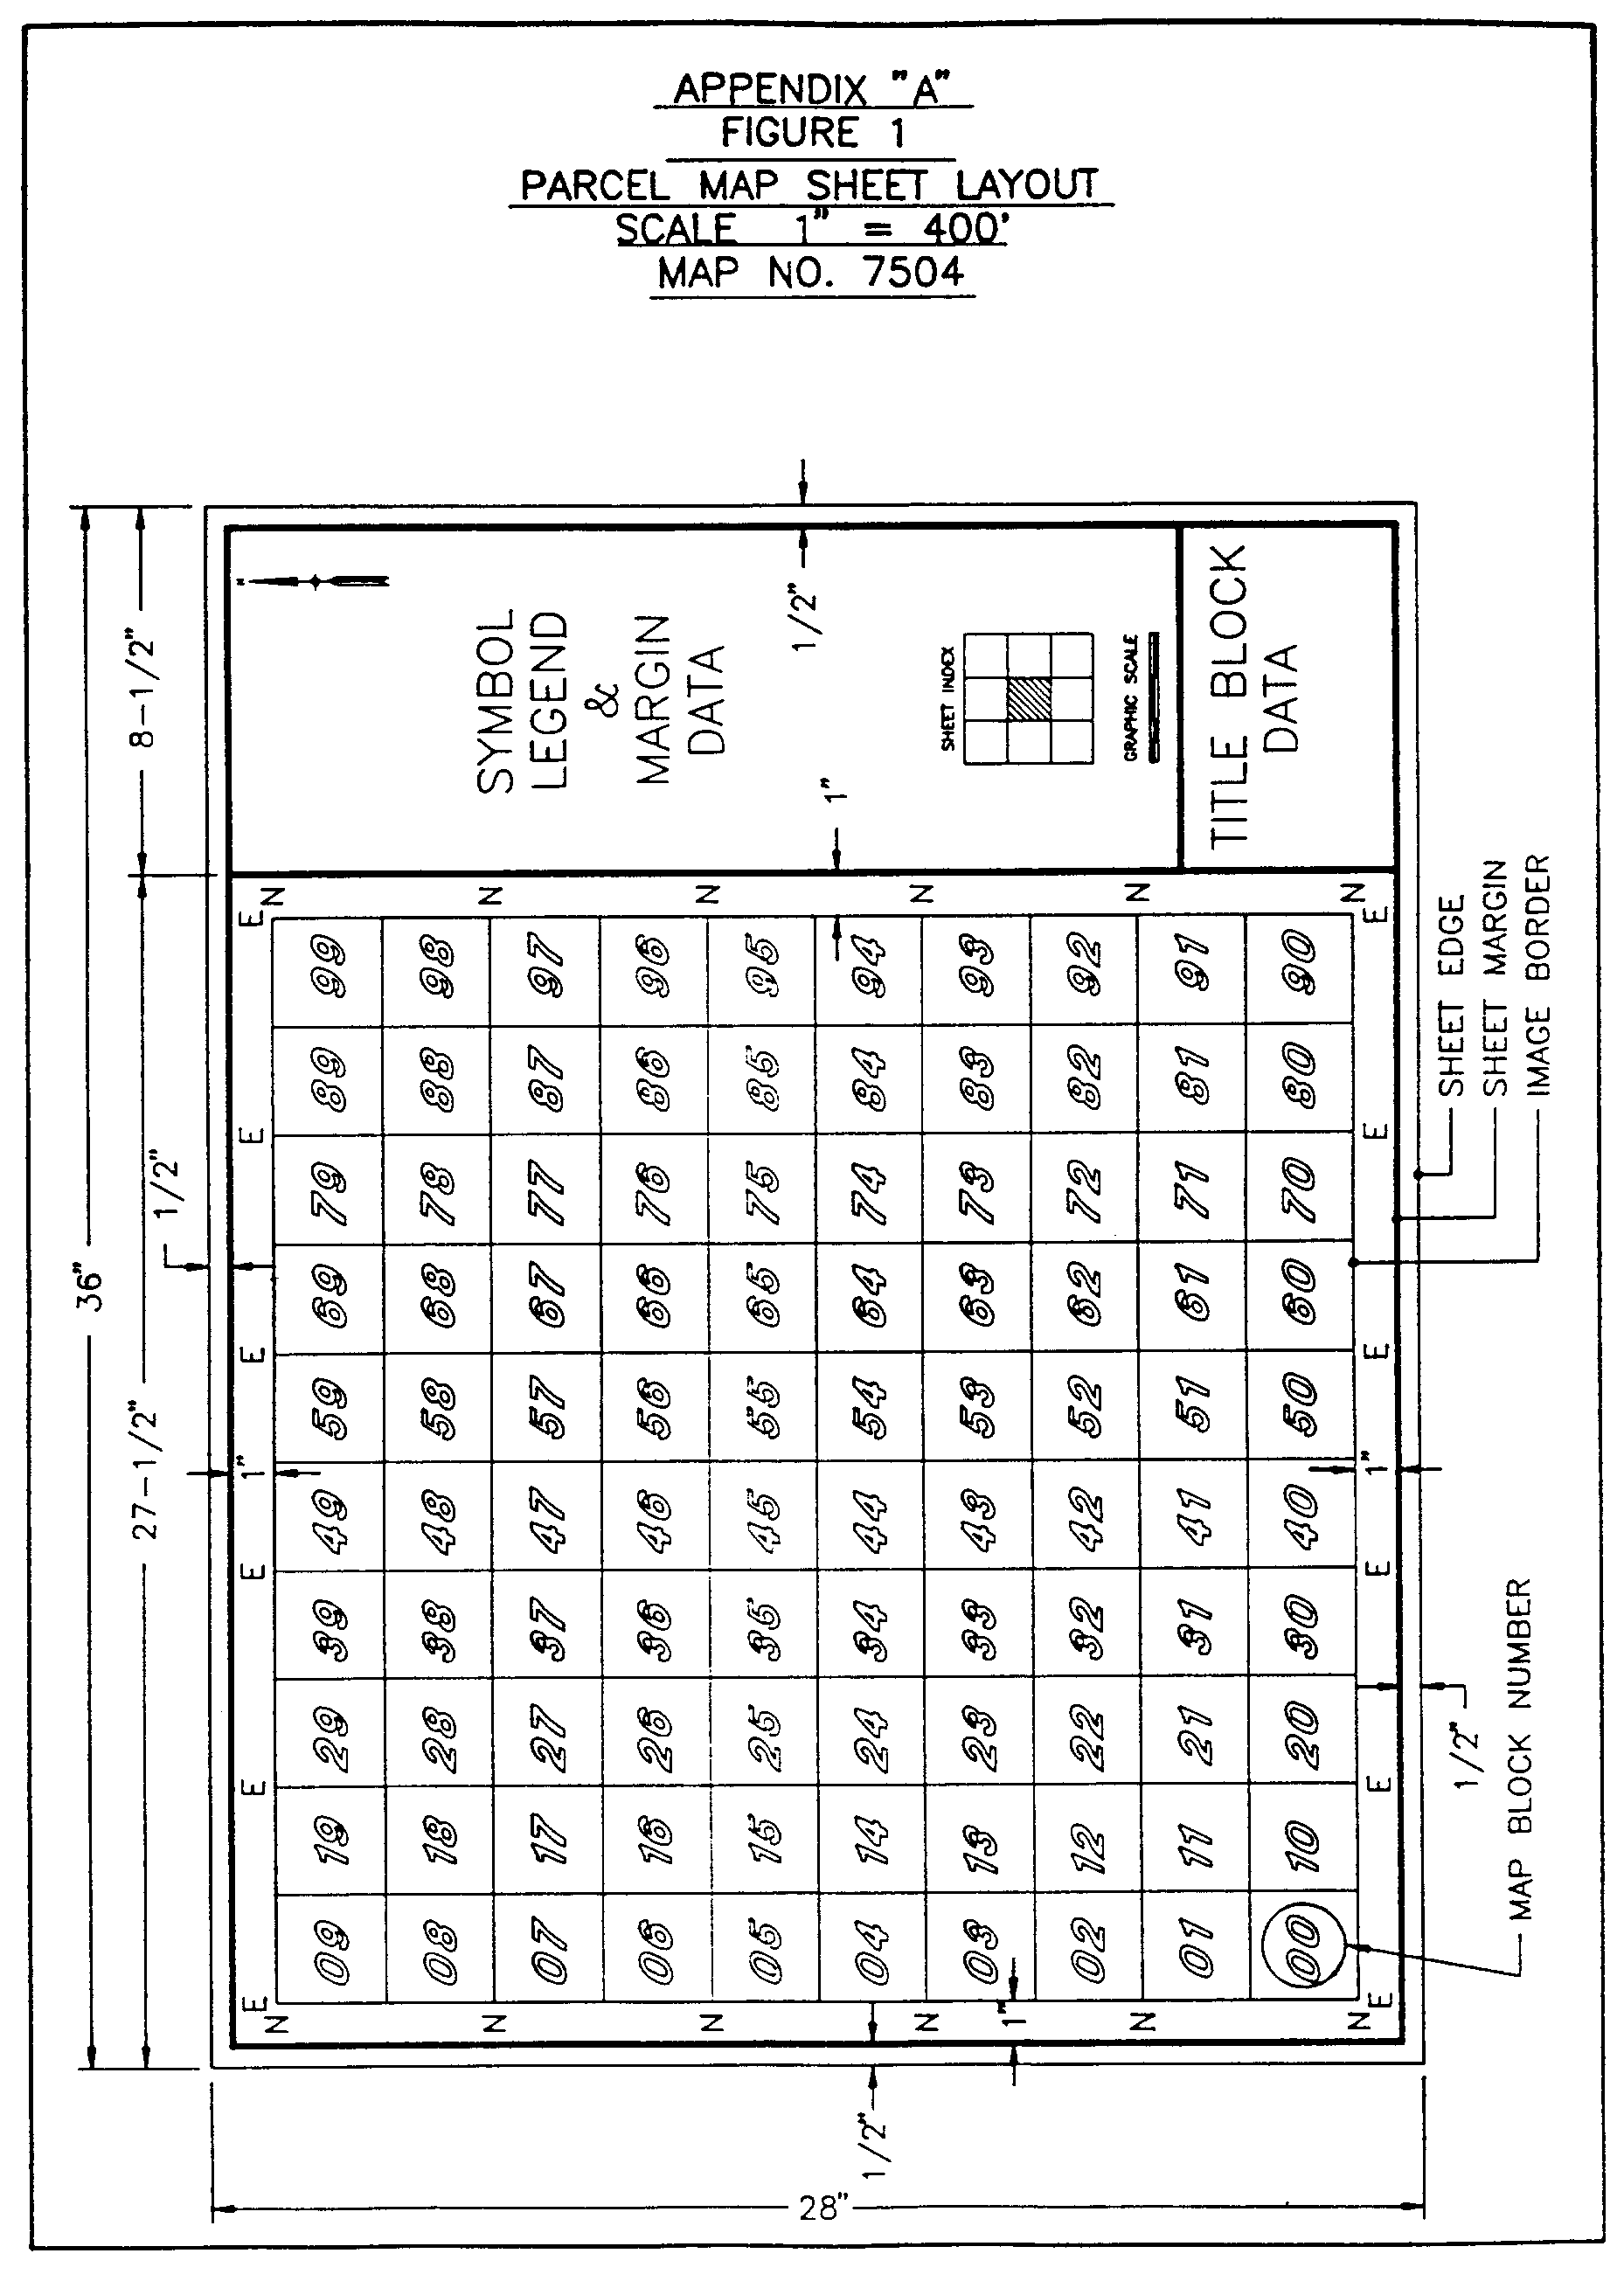 APPENDIX "A"
FIGURE 1
PARCEL MAP SHEET LAYOUT
SCALE 1" = 400'
MAP NO. 7504
36"
8-1/2"
27-1/2"
1/2"
N
SYMBOL
LEGEND
&
MARGIN
DATA
1/2"
SHEET INDEX
GRAPHIC SCALE
TITLE BLOCK
DATA
1"
N N N N N N
E E E E E E
1"
09 19 29 39 49 59 69 79 89 99
08 18 28 38 48 58 68 78 88 98
07 17 27 37 47 57 67 77 87 97
06 16 26 36 46 56 66 76 86 96
05 15 25 35 45 55 65 75 85 95
04 14 24 34 44 54 64 74 84 94
03 13 23 33 43 53 63 73 83 93
02 12 22 32 42 52 62 72 82 92
01 11 21 31 41 51 61 71 81 91
00 10 20 30 40 50 60 70 80 90
E E E E E E
1"
N N N N N N
1"
1/2"
1/2"
28"
SHEET EDGE
SHEET MARGIN
IMAGE BORDER
MAP BLOCK NUMBER